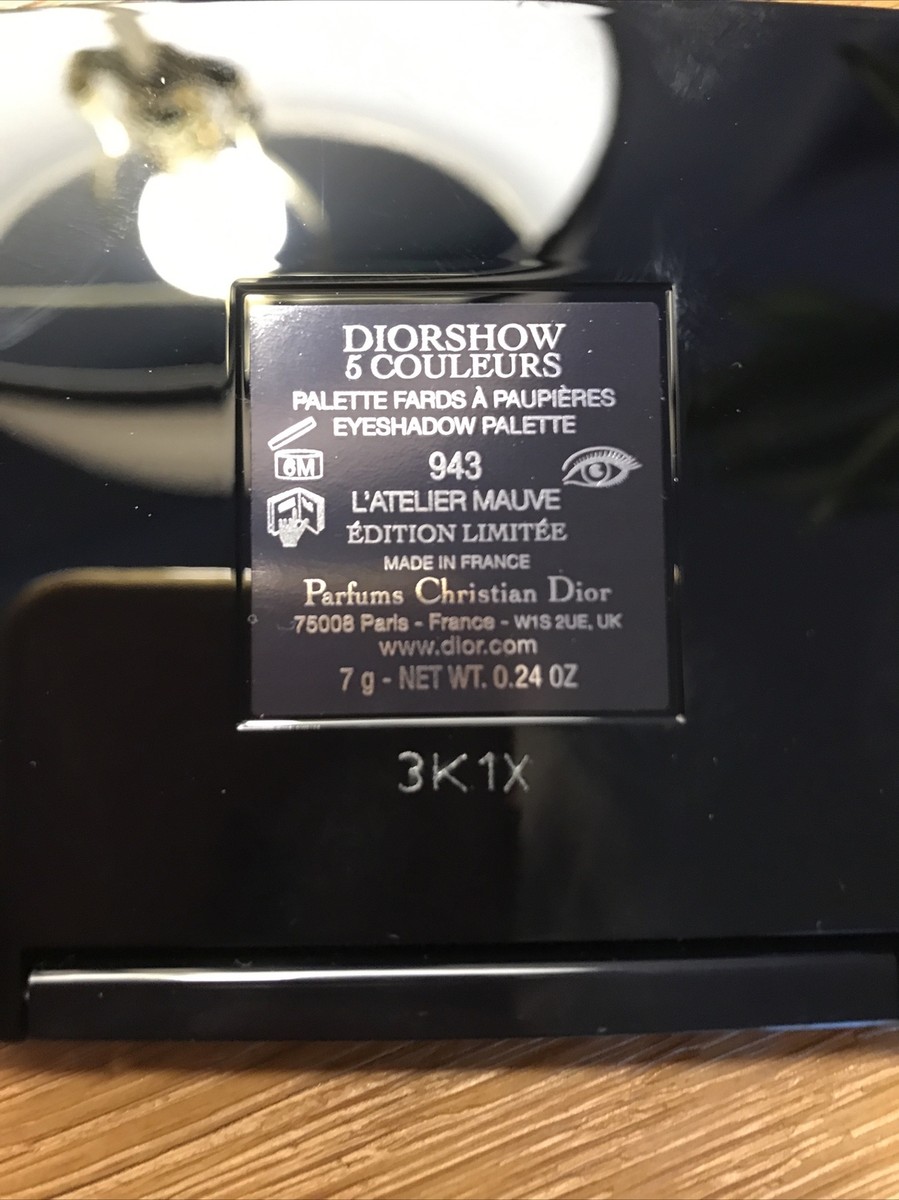 DIORSHOW
5 COULEURS
PALETTE FARDS À PAUPIÈRES
EYESHADOW PALETTE
6M
943
L'ATELIER MAUVE
ÉDITION LIMITÉE
MADE IN FRANCE
Parfums Christian Dior
75008 Paris - France - W1S 2UE, UK
www.dior.com
7 g - NET WT. 0.24 OZ
3K1X